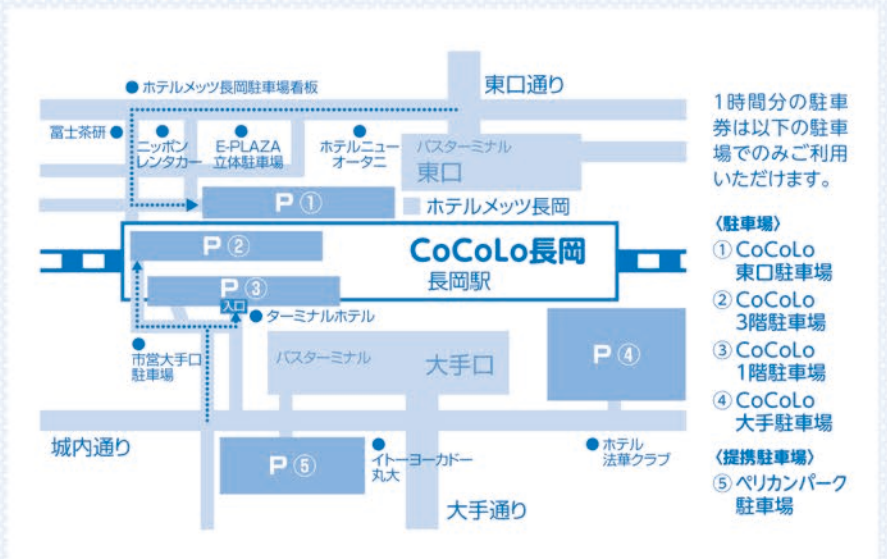 ホテルメッツ長岡駐車場看板
東口通り
冨士茶研
ニッポン
レンタカー
E-PLAZA
立体駐車場
ホテルニュー
オータニ
バスターミナル
東口
P ①
ホテルメッツ長岡
P ②
CoCoLo長岡
長岡駅
P ③
入口
ターミナルホテル
市営大手口
駐車場
バスターミナル
大手口
P ④
城内通り
P ⑤
イトーヨーカドー
丸大
ホテル
法華クラブ
大手通り
1時間分の駐車
券は以下の駐車
場でのみご利用
いただけます。
〈駐車場〉
① CoCoLo
東口駐車場
② CoCoLo
3階駐車場
③ CoCoLo
1階駐車場
④ CoCoLo
大手駐車場
〈提携駐車場〉
⑤ ペリカンパーク
駐車場